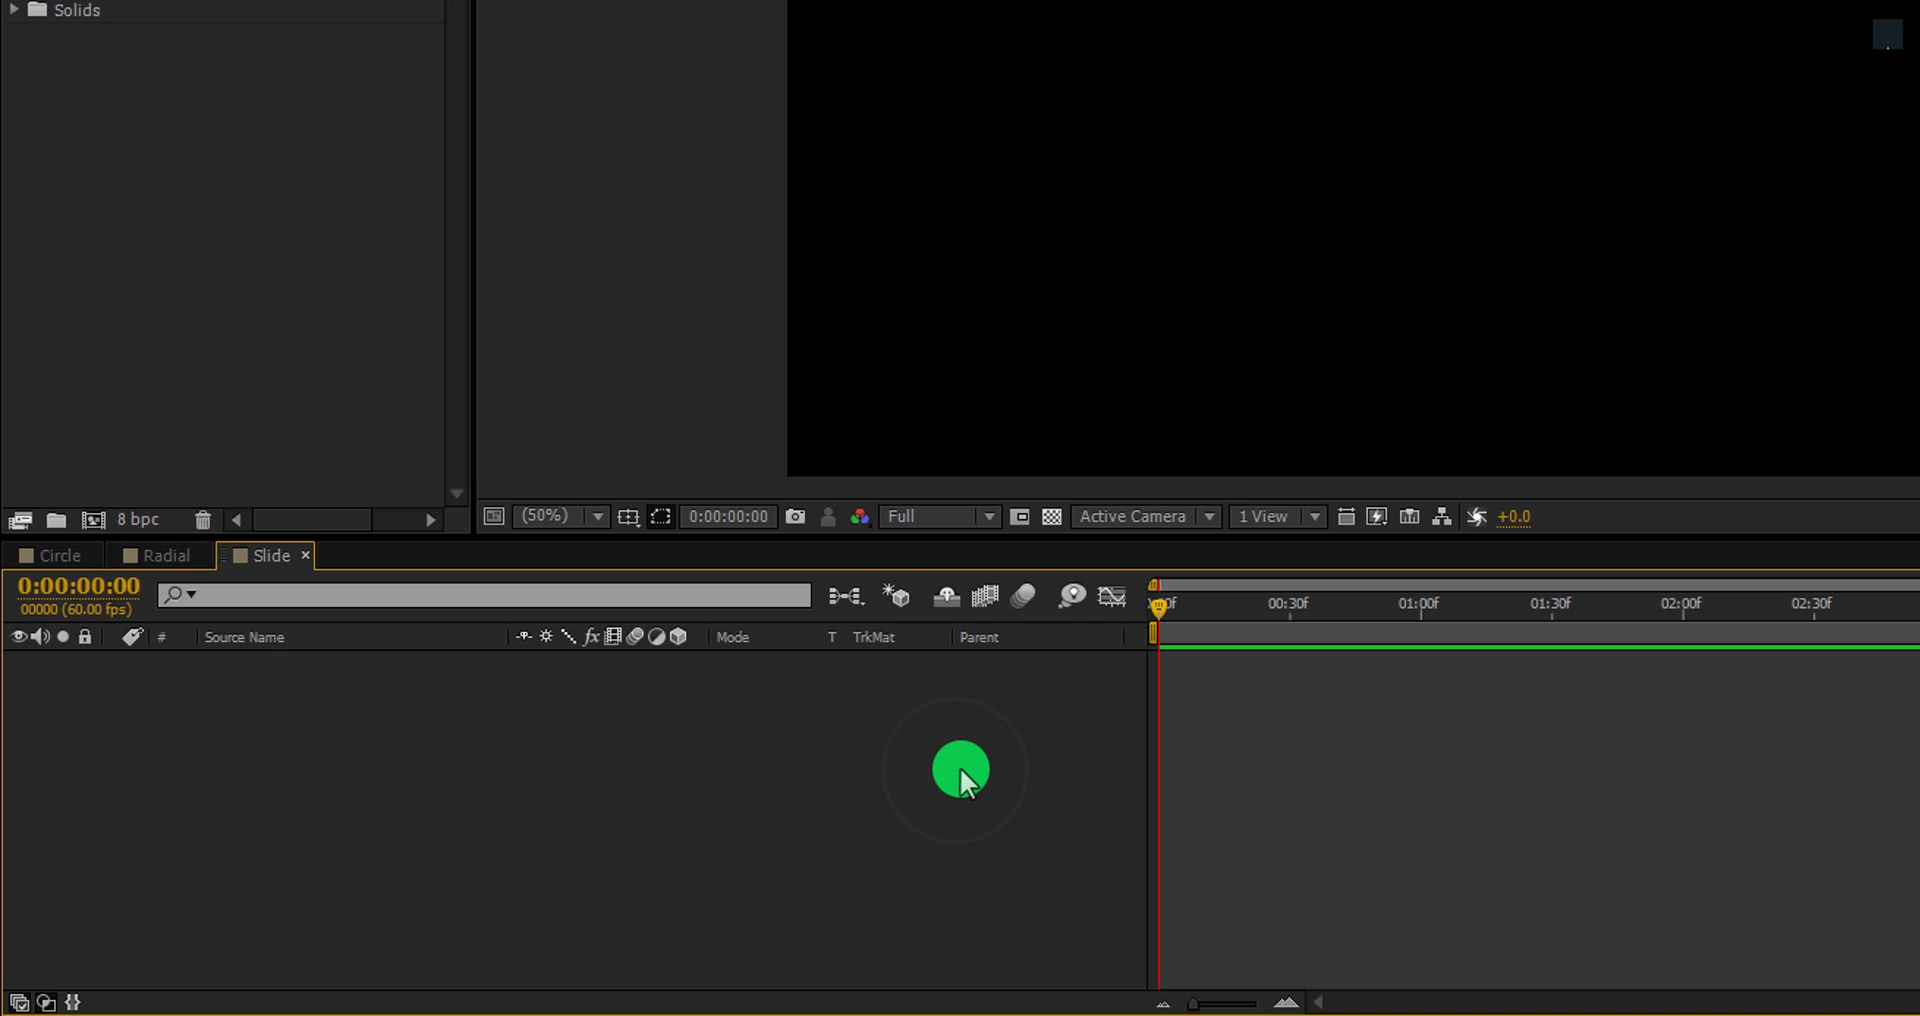 Solids
8 bpc
(50%)
0:00:00:00
Full
Active Camera
1 View
+0.0
Circle
Radial
Slide
0:00:00:00
00000 (60.00 fps)
00:30f
01:00f
01:30f
02:00f
02:30f
# Source Name
fx
Mode
T TrkMat
Parent